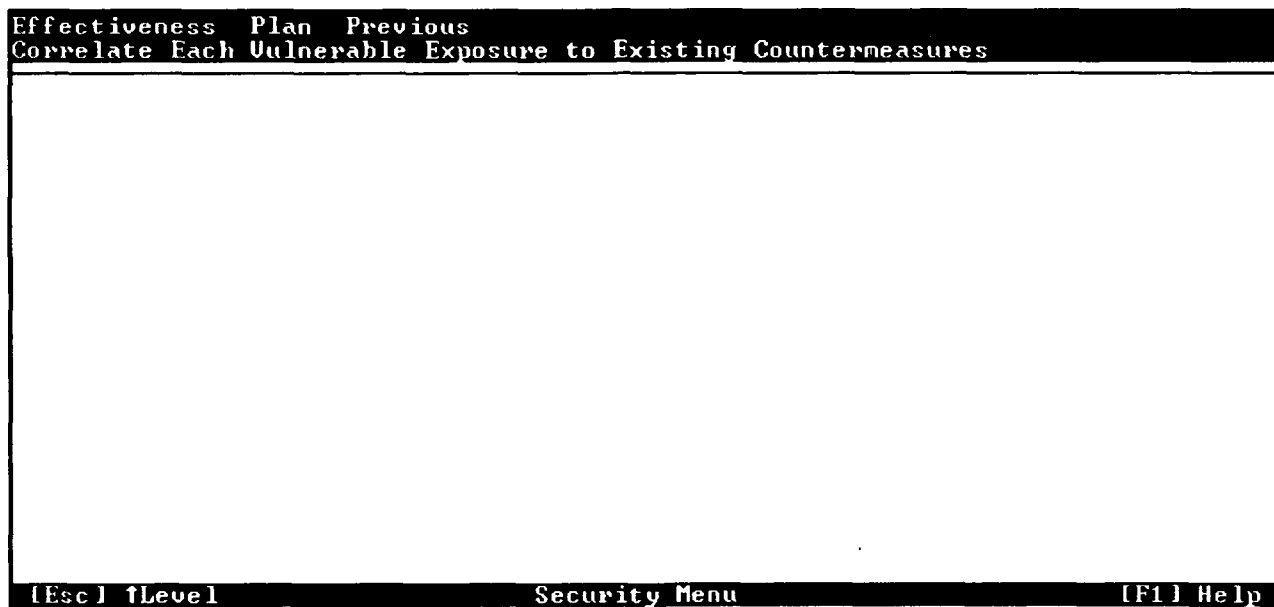 Effectiveness Plan Previous
Correlate Each Vulnerable Exposure to Existing Countermeasures
[Esc] ↑Level Security Menu [F1] Help